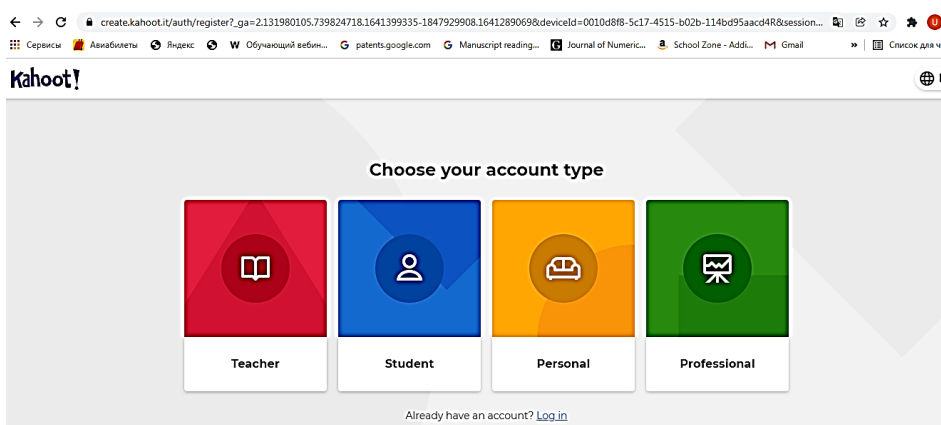 create.kahoot.it/auth/register?_ga=2.131980105.739824718.1641399335-1847929908.1641289069&deviceId=0010d8f8-5c17-4515-b02b-114bd95aacd4R&session...
Сервисы Авиабилеты Яндекс W Обучающий вебин... patents.google.com Manuscript reading... Journal of Numeric... School Zone - Addi... Gmail » Список для ч
Kahoot!
Choose your account type
Teacher Student Personal Professional
Already have an account? Log in